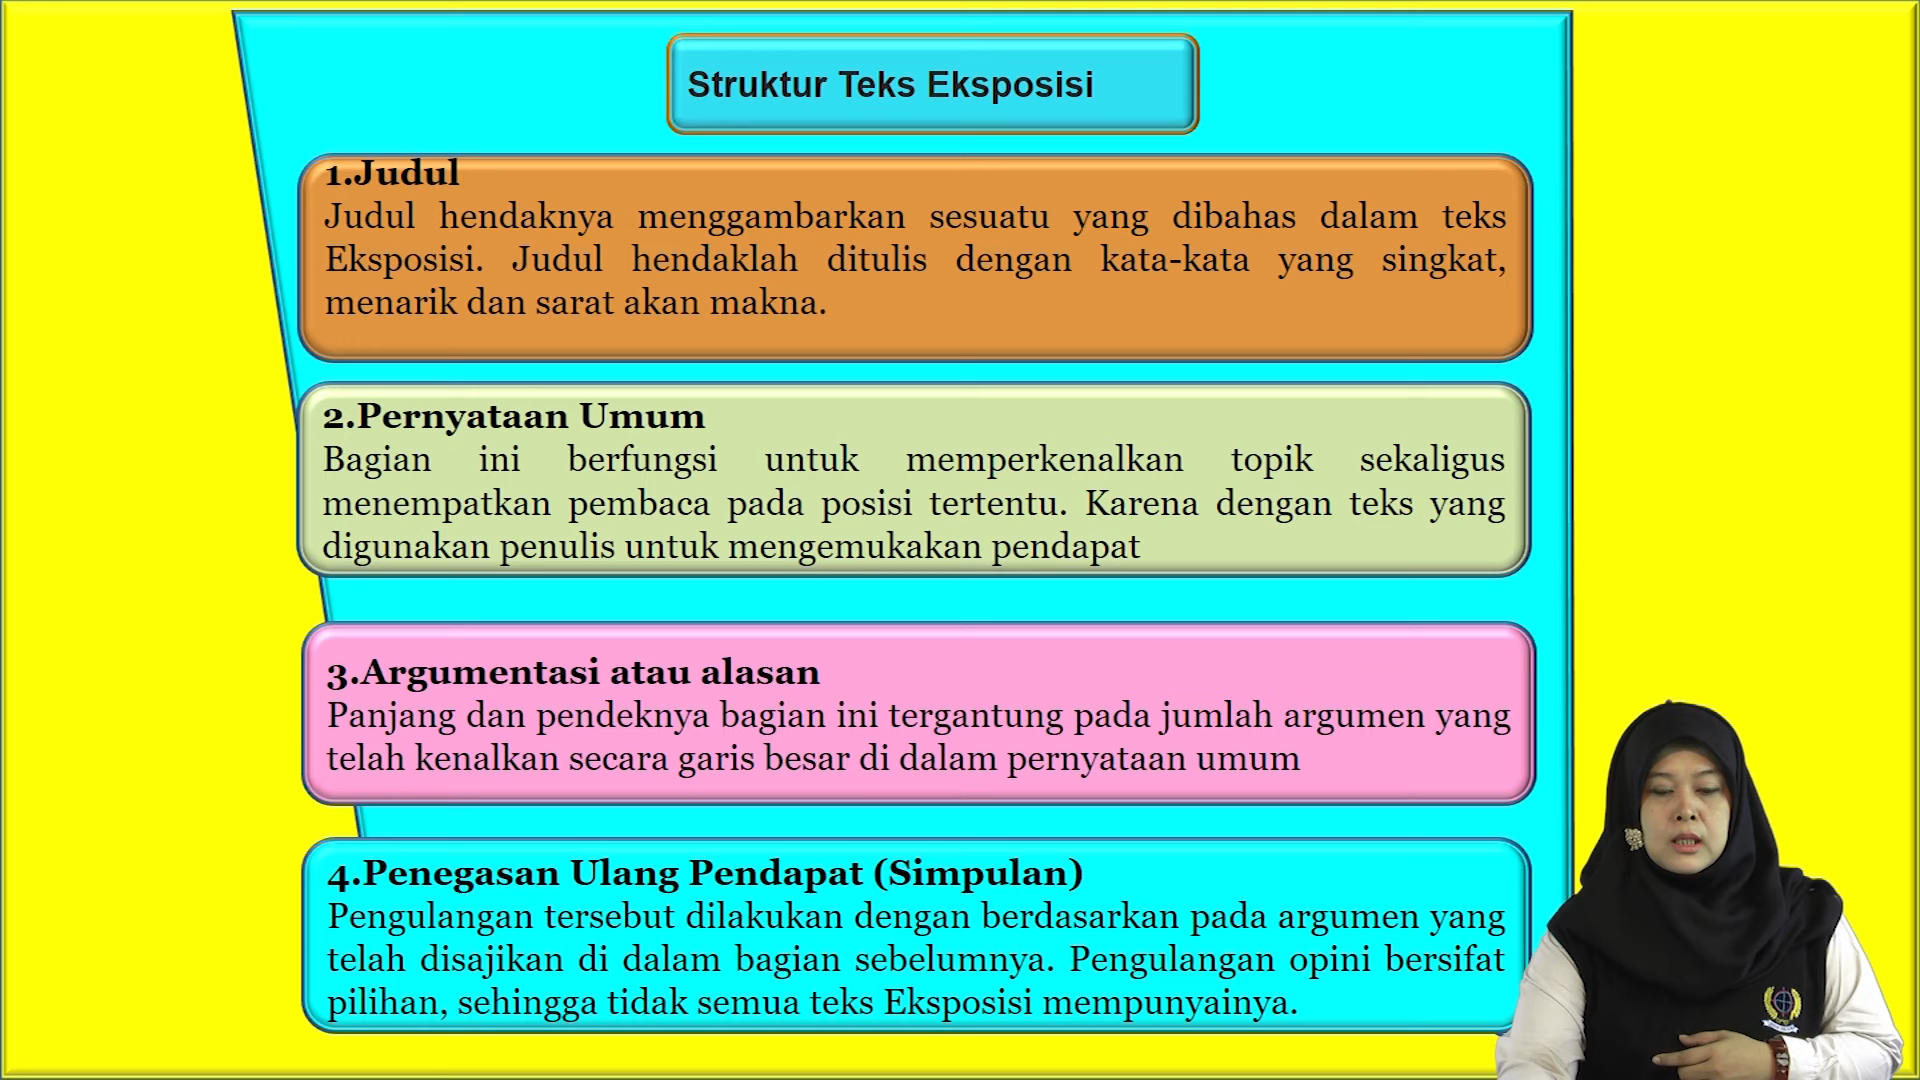 Struktur Teks Eksposisi
1.Judul
Judul hendaknya menggambarkan sesuatu yang dibahas dalam teks
Eksposisi. Judul hendaklah ditulis dengan kata-kata yang singkat,
menarik dan sarat akan makna.
2.Pernyataan Umum
Bagian ini berfungsi untuk memperkenalkan topik sekaligus
menempatkan pembaca pada posisi tertentu. Karena dengan teks yang
digunakan penulis untuk mengemukakan pendapat
3.Argumentasi atau alasan
Panjang dan pendeknya bagian ini tergantung pada jumlah argumen yang
telah kenalkan secara garis besar di dalam pernyataan umum
4.Penegasan Ulang Pendapat (Simpulan)
Pengulangan tersebut dilakukan dengan berdasarkan pada argumen yang
telah disajikan di dalam bagian sebelumnya. Pengulangan opini bersifat
pilihan, sehingga tidak semua teks Eksposisi mempunyainya.